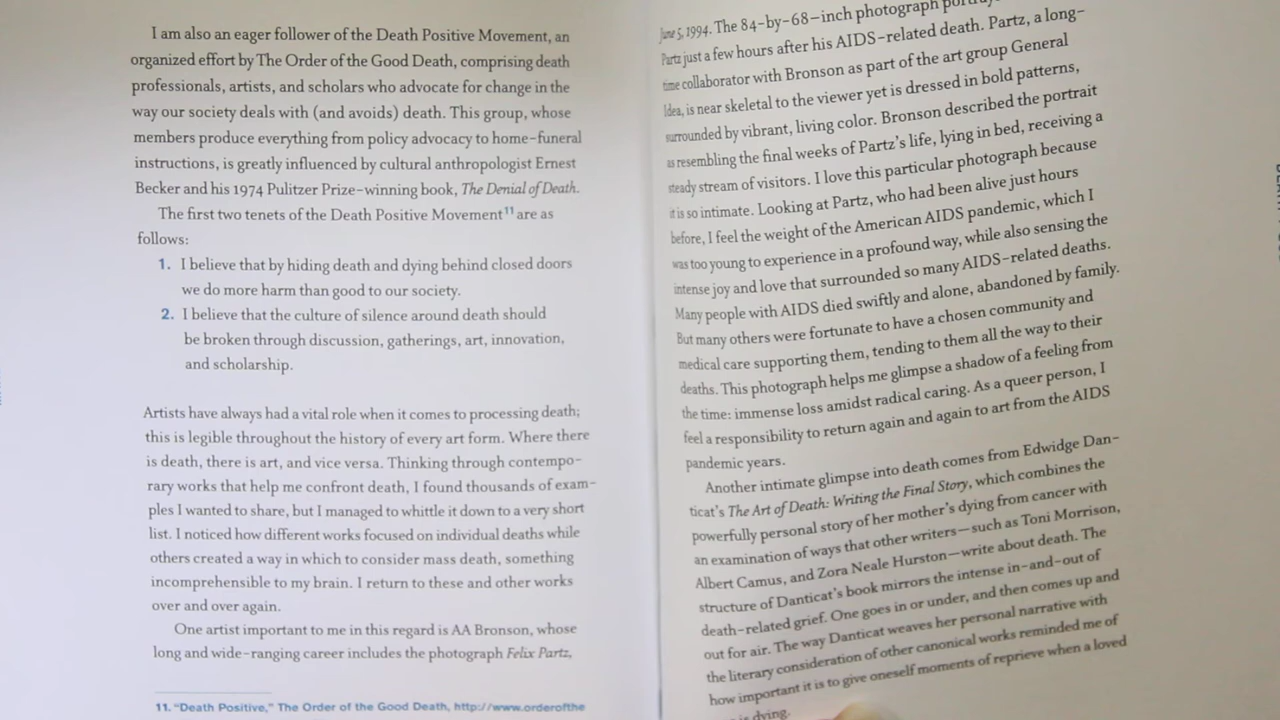 I am also an eager follower of the Death Positive Movement, an
organized effort by The Order of the Good Death, comprising death
professionals, artists, and scholars who advocate for change in the
way our society deals with (and avoids) death. This group, whose
members produce everything from policy advocacy to home-funeral
instructions, is greatly influenced by cultural anthropologist Ernest
Becker and his 1974 Pulitzer Prize-winning book, The Denial of Death.
The first two tenets of the Death Positive Movement11 are as
follows:
1. I believe that by hiding death and dying behind closed doors
we do more harm than good to our society.
2. I believe that the culture of silence around death should
be broken through discussion, gatherings, art, innovation,
and scholarship.
Artists have always had a vital role when it comes to processing death;
this is legible throughout the history of every art form. Where there
is death, there is art, and vice versa. Thinking through contempo-
rary works that help me confront death, I found thousands of exam-
ples I wanted to share, but I managed to whittle it down to a very short
list. I noticed how different works focused on individual deaths while
others created a way in which to consider mass death, something
incomprehensible to my brain. I return to these and other works
over and over again.
One artist important to me in this regard is AA Bronson, whose
long and wide-ranging career includes the photograph Felix Partz,
11. "Death Positive," The Order of the Good Death, http://www.orderofthe
June 5, 1994. The 84-by-68-inch photograph
Partz just a few hours after his AIDS-related death. Partz, a long-
time collaborator with Bronson as part of the art group General
Idea, is near skeletal to the viewer yet is dressed in bold patterns,
surrounded by vibrant, living color. Bronson described the portrait
as resembling the final weeks of Partz's life, lying in bed, receiving a
steady stream of visitors. I love this particular photograph because
it is so intimate. Looking at Partz, who had been alive just hours
before, I feel the weight of the American AIDS pandemic, which I
was too young to experience in a profound way, while also sensing the
intense joy and love that surrounded so many AIDS-related deaths.
Many people with AIDS died swiftly and alone, abandoned by family.
But many others were fortunate to have a chosen community and
medical care supporting them, tending to them all the way to their
deaths. This photograph helps me glimpse a shadow of a feeling from
the time: immense loss amidst radical caring. As a queer person, I
feel a responsibility to return again and again to art from the AIDS
pandemic years.
Another intimate glimpse into death comes from Edwidge Dan-
ticat's The Art of Death: Writing the Final Story, which combines the
powerfully personal story of her mother's dying from cancer with
an examination of ways that other writers—such as Toni Morrison,
Albert Camus, and Zora Neale Hurston—write about death. The
structure of Danticat's book mirrors the intense in-and-out of
death-related grief. One goes in or under, and then comes up and
out for air. The way Danticat weaves her personal narrative with
the literary consideration of other canonical works reminded me of
how important it is to give oneself moments of reprieve when a loved
is dying.